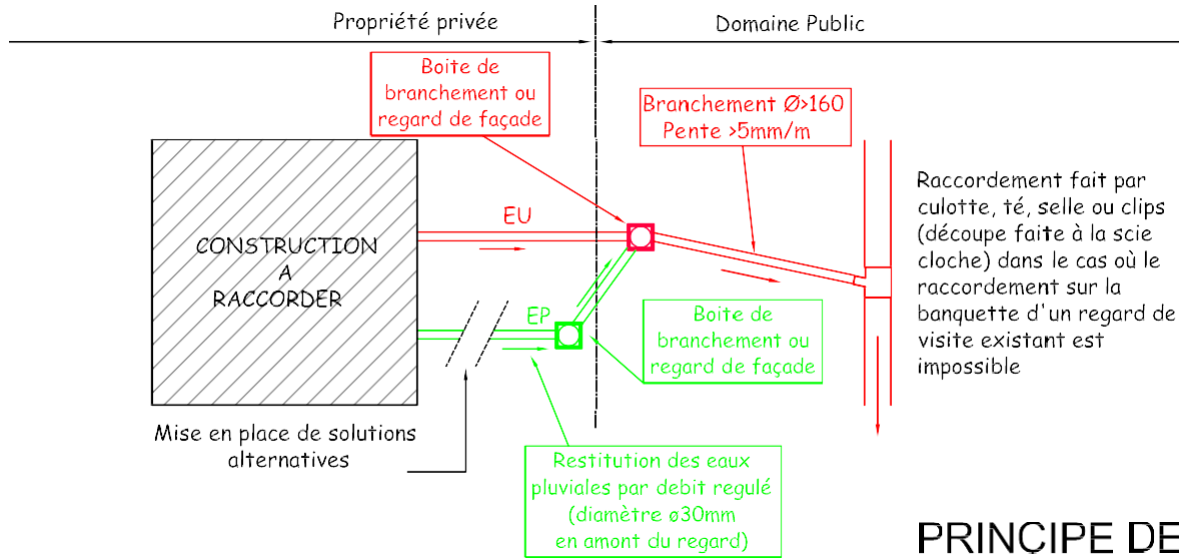 Propriété privée
Domaine Public
Boite de
branchement ou
regard de façade
Branchement Ø>160
Pente >5mm/m
EU
CONSTRUCTION
A
RACCORDER
EP
Boite de
branchement ou
regard de façade
Raccordement fait par
culotte, té, selle ou clips
(découpe faite à la scie
cloche) dans le cas où le
raccordement sur la
banquette d'un regard de
visite existant est
impossible
Mise en place de solutions
alternatives
Restitution des eaux
pluviales par debit regulé
(diamètre ø30mm
en amont du regard)
PRINCIPE DE